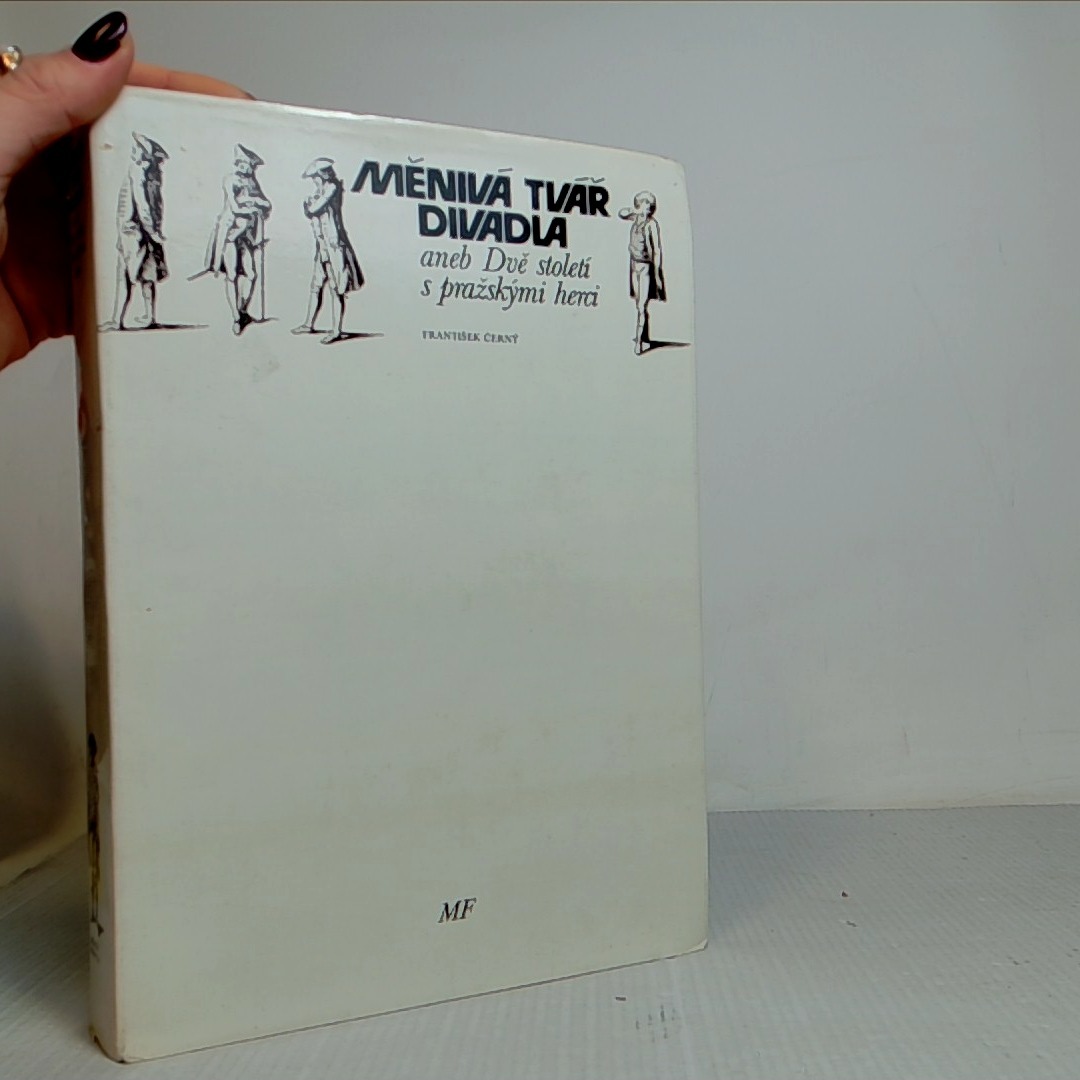 MĚNIVÁ TVÁŘ
DIVADLA
aneb Dvě století
s pražskými herci
FRANTIŠEK ČERNÝ
MF